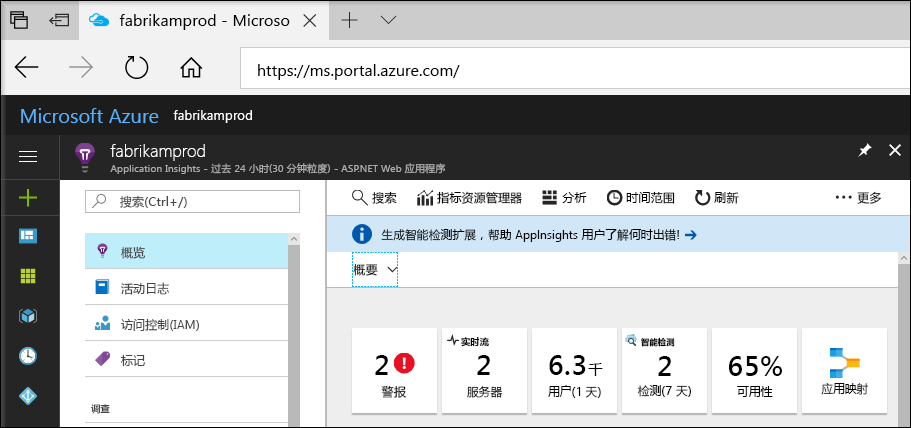 fabrikamprod - Microso
https://ms.portal.azure.com/
Microsoft Azure fabrikamprod
fabrikamprod
Application Insights - 过去 24 小时(30 分钟粒度) - ASP.NET Web 应用程序
搜索(Ctrl+/)
概览
活动日志
访问控制(IAM)
标记
调查
搜索 指标资源管理器 分析 时间范围 刷新 ··· 更多
生成智能检测扩展，帮助 AppInsights 用户了解何时出错! →
概要
2
警报
实时流
2
服务器
6.3千
用户(1 天)
智能检测
2
检测(7 天)
65%
可用性
应用映射